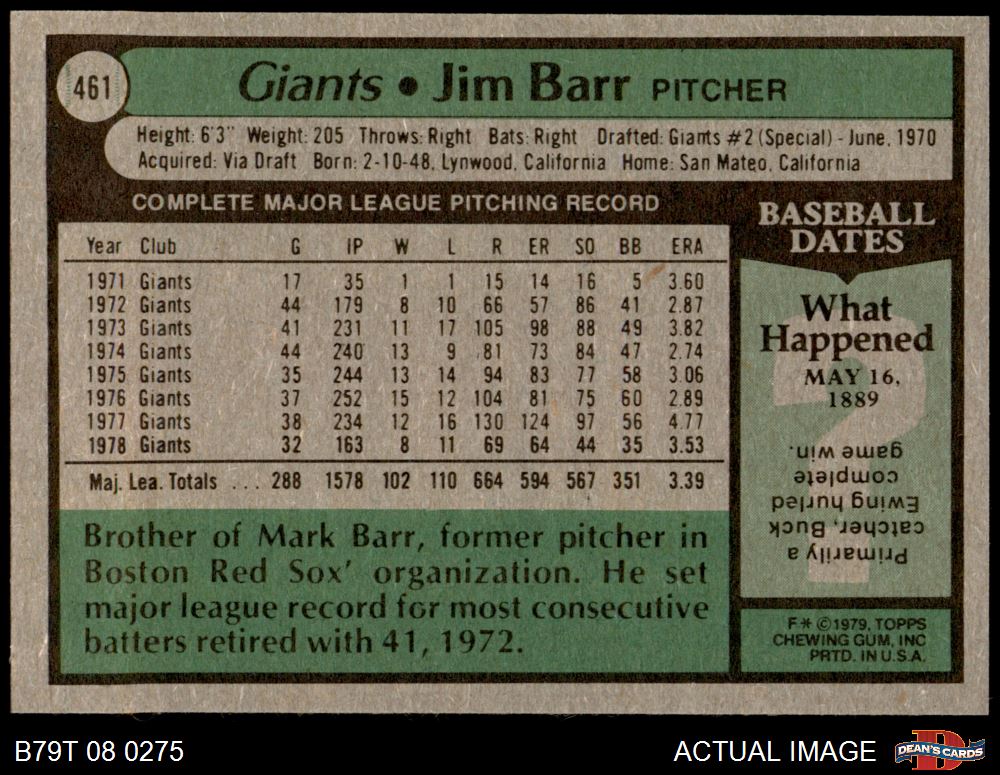 461
Giants • Jim Barr PITCHER
Height: 6'3" Weight: 205 Throws: Right Bats: Right Drafted: Giants #2 (Special) - June, 1970
Acquired: Via Draft Born: 2-10-48, Lynwood, California Home: San Mateo, California
COMPLETE MAJOR LEAGUE PITCHING RECORD
Year Club G IP W L R ER SO BB ERA
1971 Giants 17 35 1 1 15 14 16 5 3.60
1972 Giants 44 179 8 10 66 57 86 41 2.87
1973 Giants 41 231 11 17 105 98 88 49 3.82
1974 Giants 44 240 13 9 81 73 84 47 2.74
1975 Giants 35 244 13 14 94 83 77 58 3.06
1976 Giants 37 252 15 12 104 81 75 60 2.89
1977 Giants 38 234 12 16 130 124 97 56 4.77
1978 Giants 32 163 8 11 69 64 44 35 3.53
Maj. Lea. Totals ... 288 1578 102 110 664 594 567 351 3.39
Brother of Mark Barr, former pitcher in
Boston Red Sox' organization. He set
major league record for most consecutive
batters retired with 41, 1972.
BASEBALL
DATES
What
Happened
MAY 16,
1889
Primarily a
catcher, Buck
Ewing hurled
complete
game win.
F* ©1979, TOPPS
CHEWING GUM, INC
PRTD. IN U.S.A.
B79T 08 0275
ACTUAL IMAGE
DEAN'S CARDS